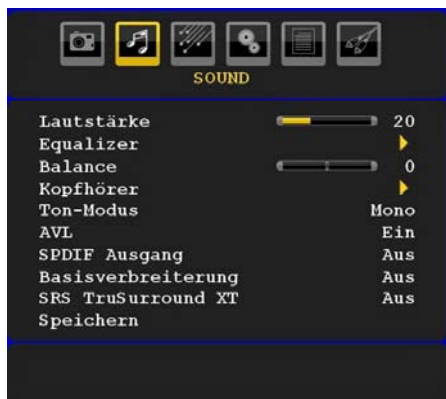 SOUND
Lautstärke 20
Equalizer
Balance 0
Kopfhörer
Ton-Modus Mono
AVL Ein
SPDIF Ausgang Aus
Basisverbreiterung Aus
SRS TruSurround XT Aus
Speichern